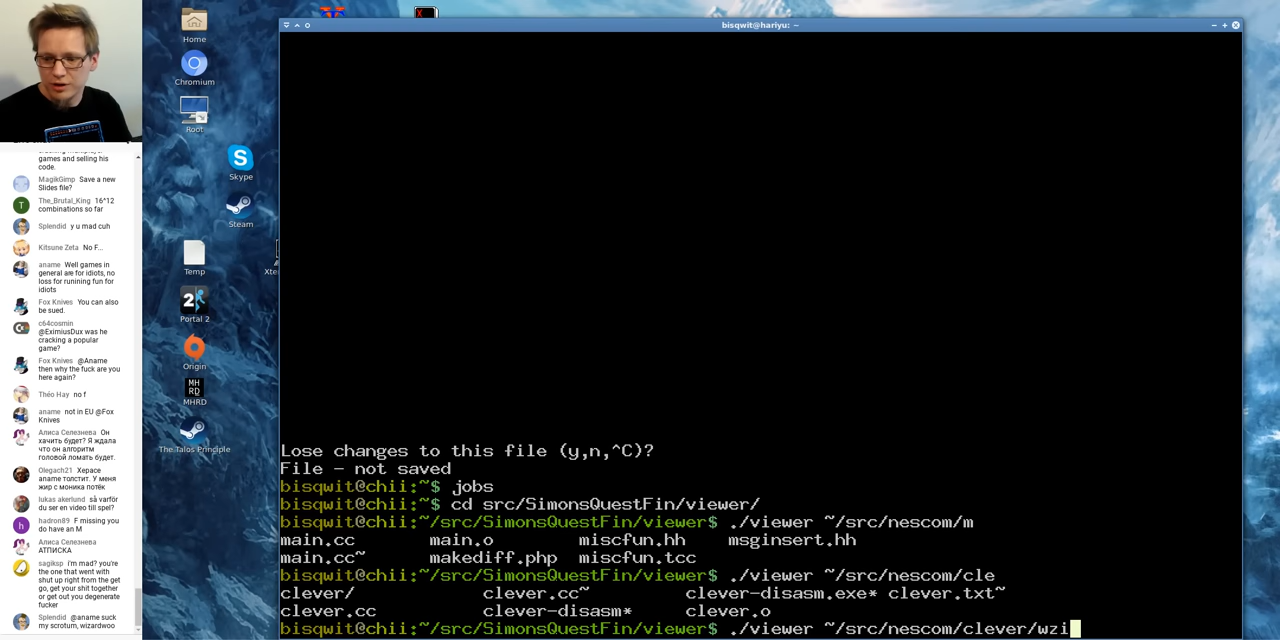 bisqwit@hariyu: ~
Home
Chromium
Root
Skype
Steam
Temp
Xte
Portal 2
Origin
MHRD
The Talos Principle
games and selling his
code.
MagikGimp Save a new
Slides file?
The_Brutal_King 16^12
combinations so far
Splendid y u mad cuh
Kitsune Zeta No F...
aname Well games in
general are for idiots, no
loss for runining fun for
idiots
Fox Knives You can also
be sued.
c64cosmin
@EximiusDux was he
cracking a popular
game?
Fox Knives @Aname
then why the fuck are you
here again?
Théo Hay no f
aname not in EU @Fox
Knives
Алиса Селезнева Он
хачить будет? Я ждала
что он алгоритм
головой ломать будет.
Olegach21 Херасе
aname толстит. У меня
жир с моника потёк
lukas akerlund så varför
du ser en video till spel?
hadron89 F missing you
do have an M
Алиса Селезнева
АТПИСКА
sagiksp i'm mad? you're
the one that went with
shut up right from the get
go, get your shit together
or get out you degenerate
fucker
Splendid @aname suck
my scrotum, wizardwoo
Lose changes to this file (y,n,^C)?
File - not saved
bisqwit@chii:~$ jobs
bisqwit@chii:~$ cd src/SimonsQuestFin/viewer/
bisqwit@chii:~/src/SimonsQuestFin/viewer$ ./viewer ~/src/nescom/m
main.cc main.o miscfun.hh msginsert.hh
main.cc~ makediff.php miscfun.tcc
bisqwit@chii:~/src/SimonsQuestFin/viewer$ ./viewer ~/src/nescom/cle
clever/ clever.cc~ clever-disasm.exe* clever.txt~
clever.cc clever-disasm* clever.o
bisqwit@chii:~/src/SimonsQuestFin/viewer$ ./viewer ~/src/nescom/clever/wzi